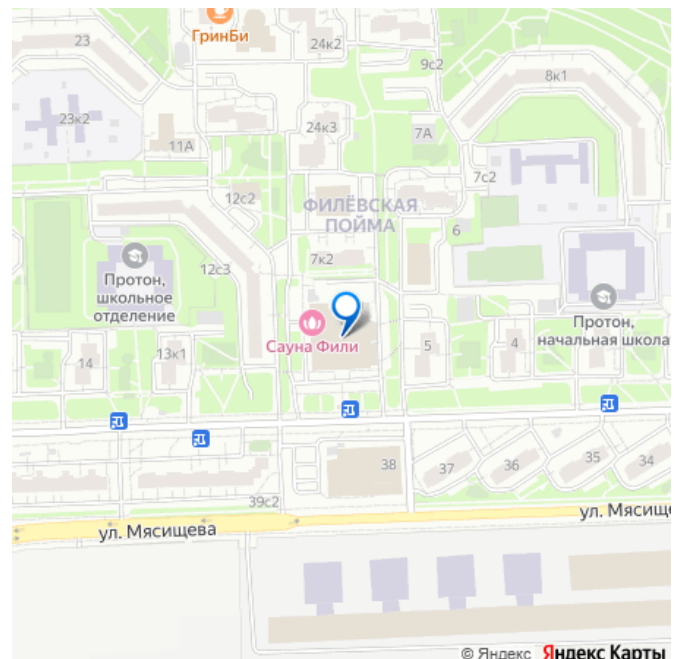 23
ГринБи
24к2
9с2
8к1
23к2
11А
24к3
7А
7с2
12с2
ФИЛЁВСКАЯ
ПОЙМА
6
7к2
12с3
Протон,
школьное
отделение
Сауна Фили
Протон,
начальная школа
14
13к1
5
4
38
37
36
35
34
39с2
ул. Мясищева
ул. Мясищ
© Яндекс Яндекс Карты